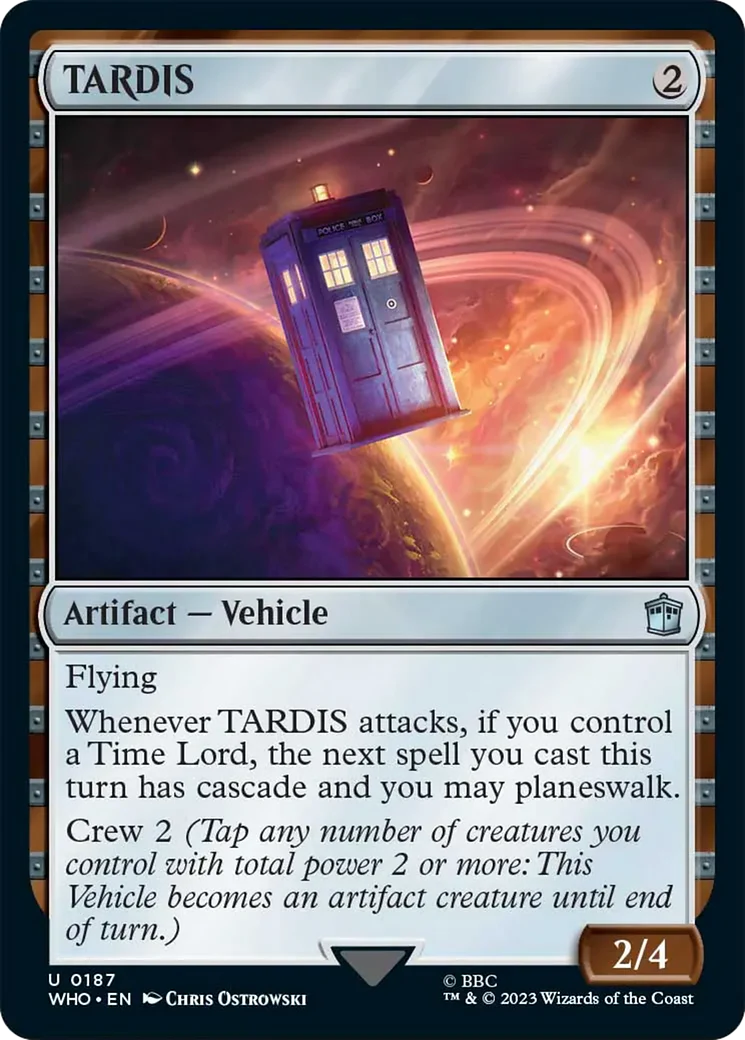 TARDIS 2
POLICE BOX
Artifact — Vehicle
Flying
Whenever TARDIS attacks, if you control
a Time Lord, the next spell you cast this
turn has cascade and you may planeswalk.
Crew 2 (Tap any number of creatures you
control with total power 2 or more: This
Vehicle becomes an artifact creature until end
of turn.)
2/4
U 0187
WHO • EN Chris Ostrowski
© BBC
™ & © 2023 Wizards of the Coast